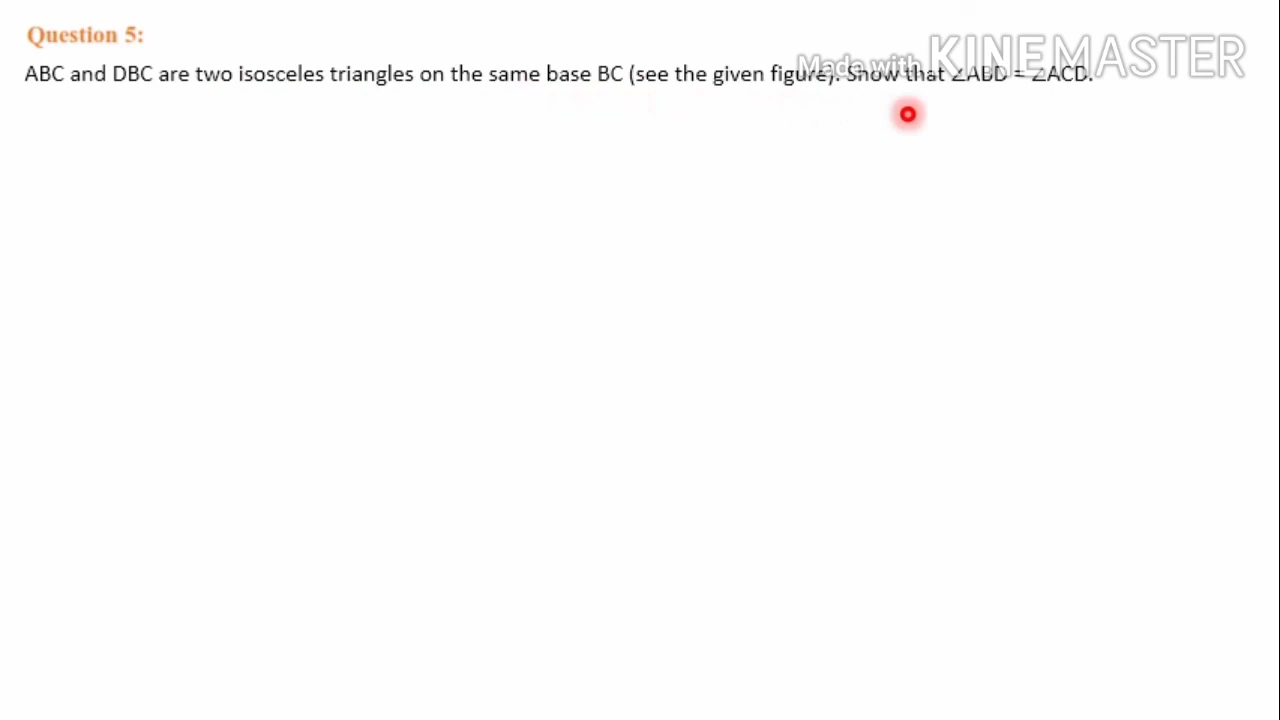 Question 5:
Made with KINEMASTER
ABC and DBC are two isosceles triangles on the same base BC (see the given figure). Show that ∠ABD = ∠ACD.